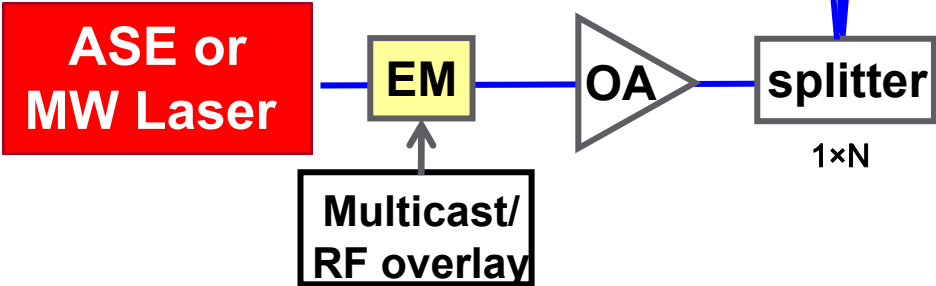 ASE or
MW Laser
EM
OA
splitter
1×N
Multicast/
RF overlay